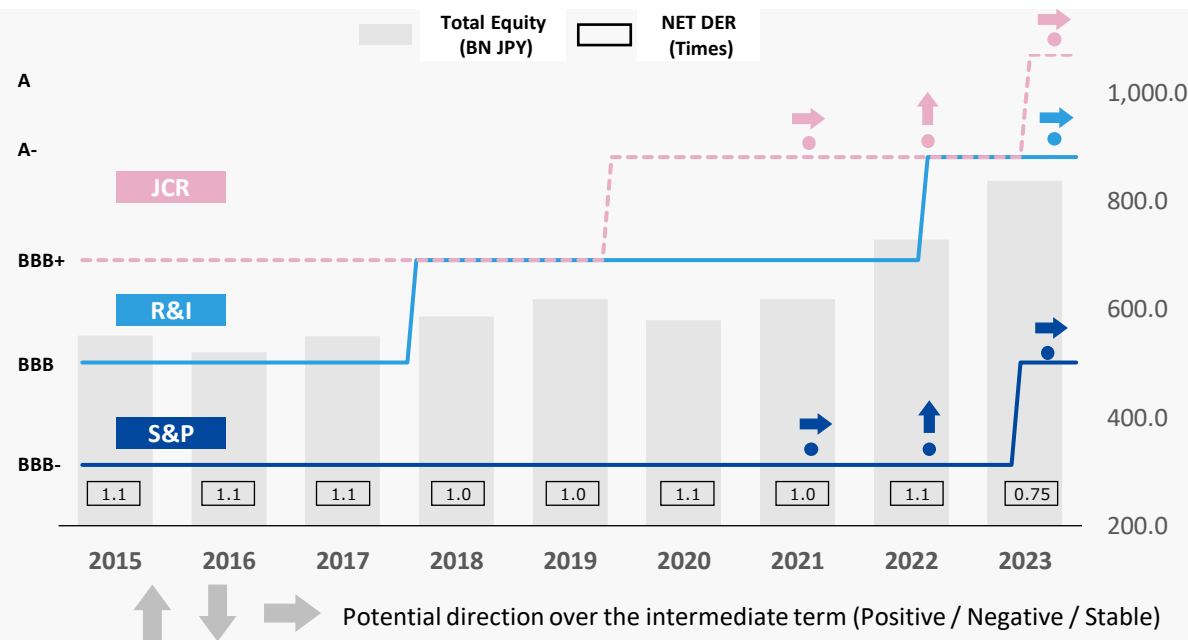 Total Equity
(BN JPY)
NET DER
(Times)
A
A-
BBB+
BBB
BBB-
JCR
R&I
S&P
1,000.0
800.0
600.0
400.0
200.0
1.1 1.1 1.1 1.0 1.0 1.1 1.0 1.1 0.75
2015 2016 2017 2018 2019 2020 2021 2022 2023
Potential direction over the intermediate term (Positive / Negative / Stable)